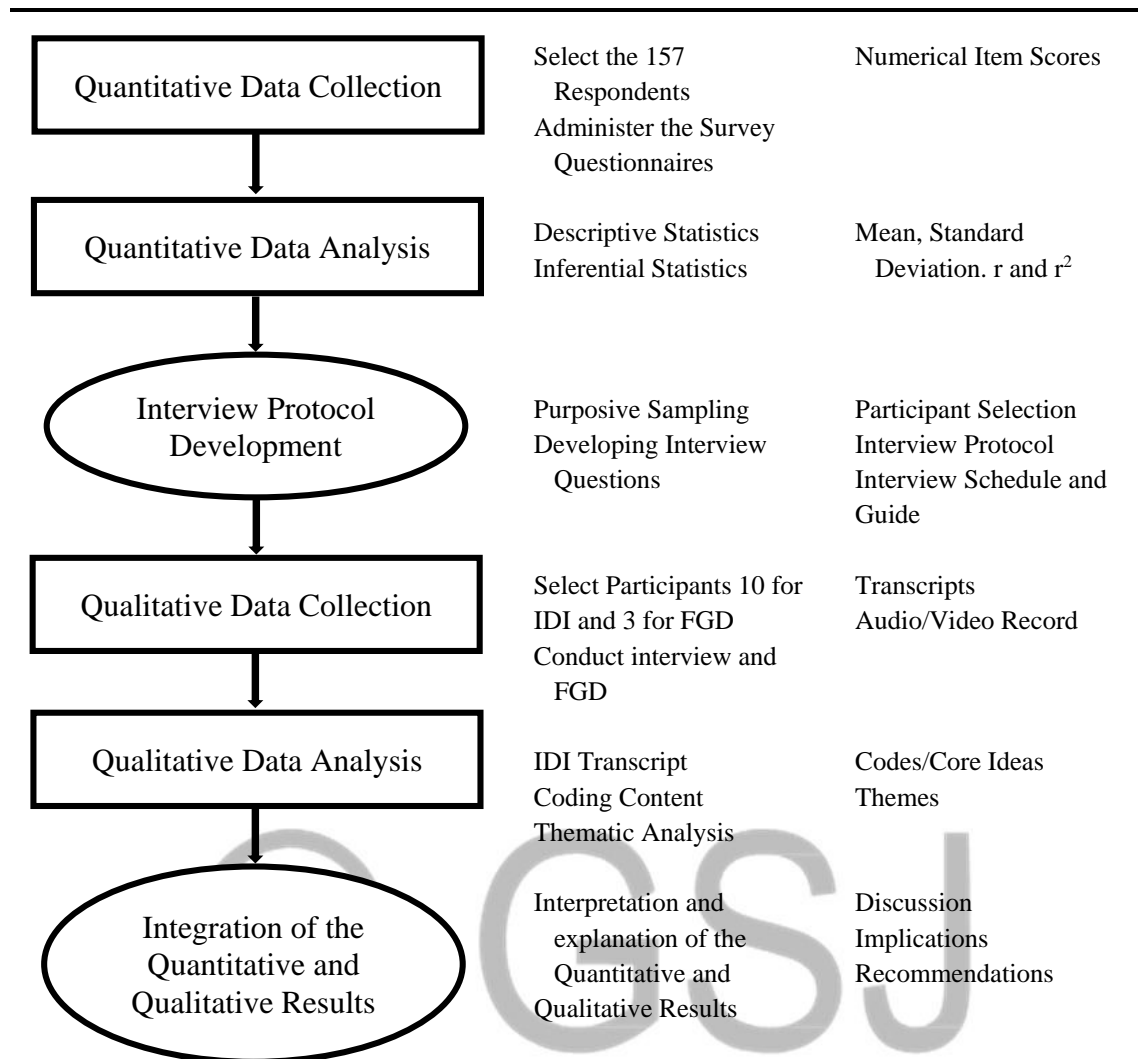 Quantitative Data Collection
Select the 157
Respondents
Administer the Survey
Questionnaires
Numerical Item Scores
Quantitative Data Analysis
Descriptive Statistics
Inferential Statistics
Mean, Standard
Deviation. r and r²
Interview Protocol
Development
Purposive Sampling
Developing Interview
Questions
Participant Selection
Interview Protocol
Interview Schedule and
Guide
Qualitative Data Collection
Select Participants 10 for
IDI and 3 for FGD
Conduct interview and
FGD
Transcripts
Audio/Video Record
Qualitative Data Analysis
IDI Transcript
Coding Content
Thematic Analysis
Codes/Core Ideas
Themes
Integration of the
Quantitative and
Qualitative Results
Interpretation and
explanation of the
Quantitative and
Qualitative Results
Discussion
Implications
Recommendations
GSJ